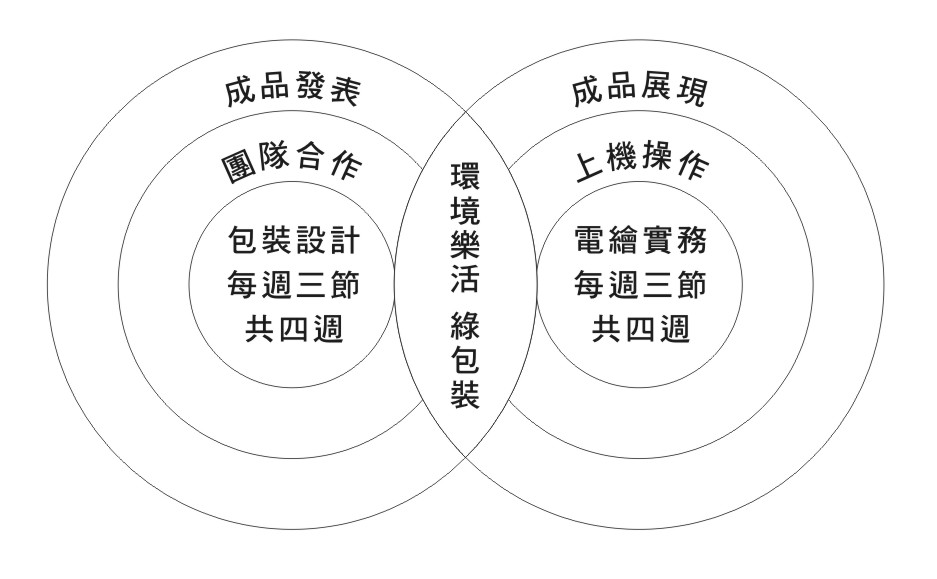 成品發表
團隊合作
包裝設計
每週三節
共四週
環境樂活 綠包裝
成品展現
上機操作
電繪實務
每週三節
共四週